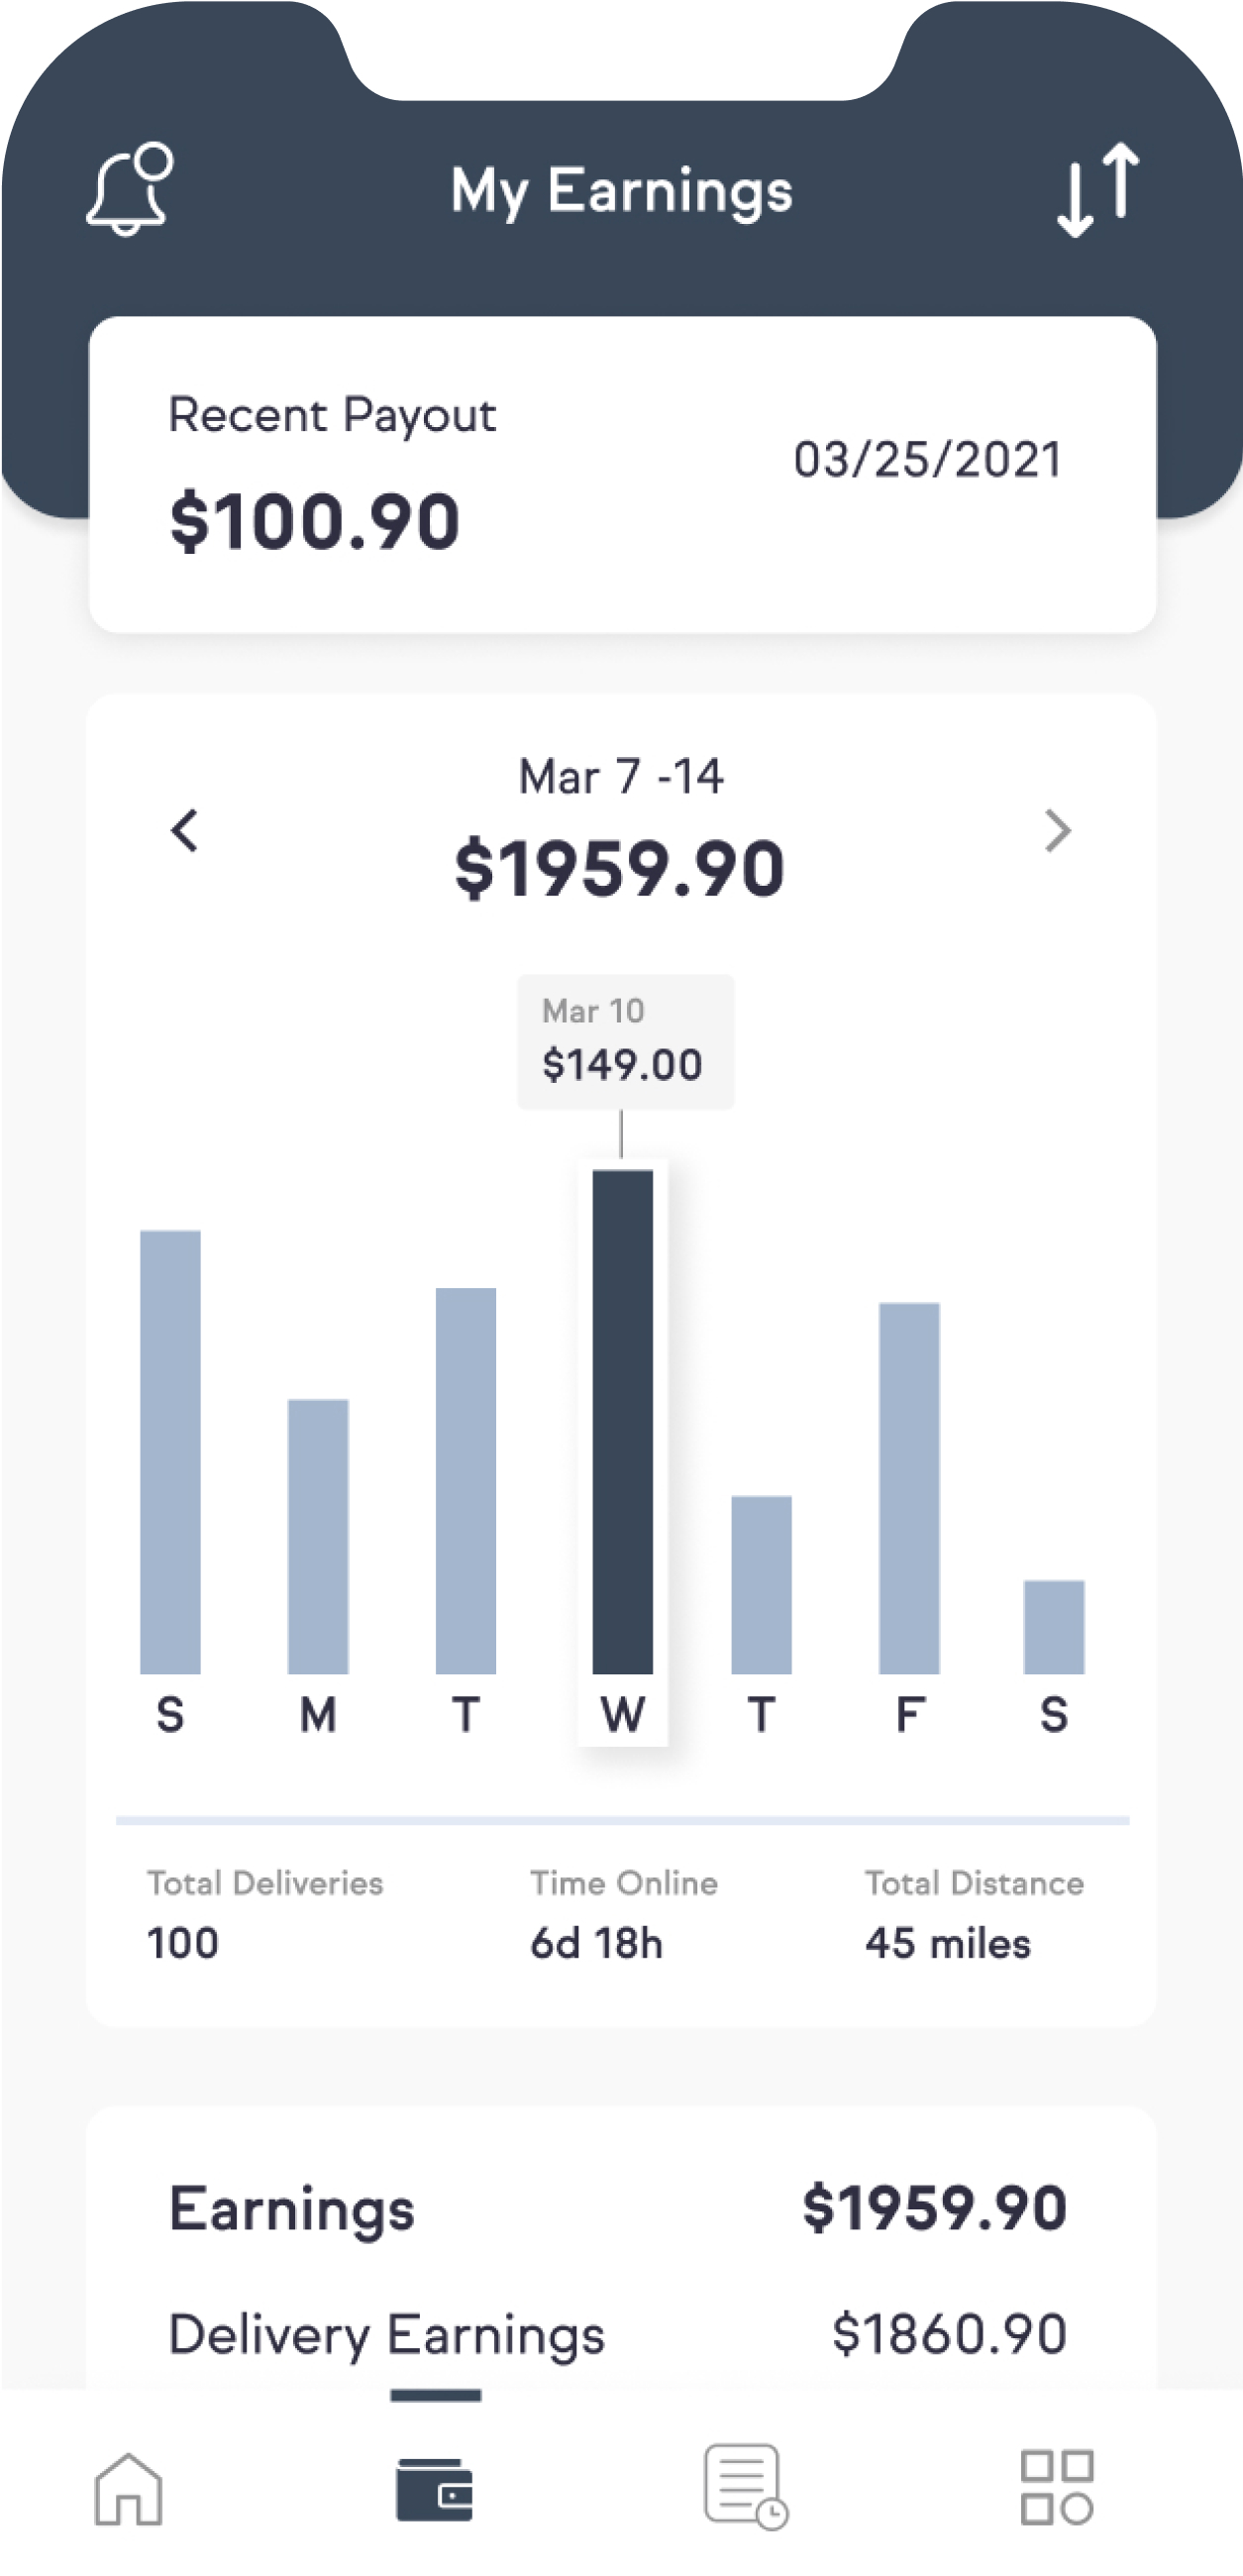 My Earnings
Recent Payout
03/25/2021
$100.90
Mar 7 -14
$1959.90
Mar 10
$149.00
S M T W T F S
Total Deliveries Time Online Total Distance
100 6d 18h 45 miles
Earnings $1959.90
Delivery Earnings $1860.90